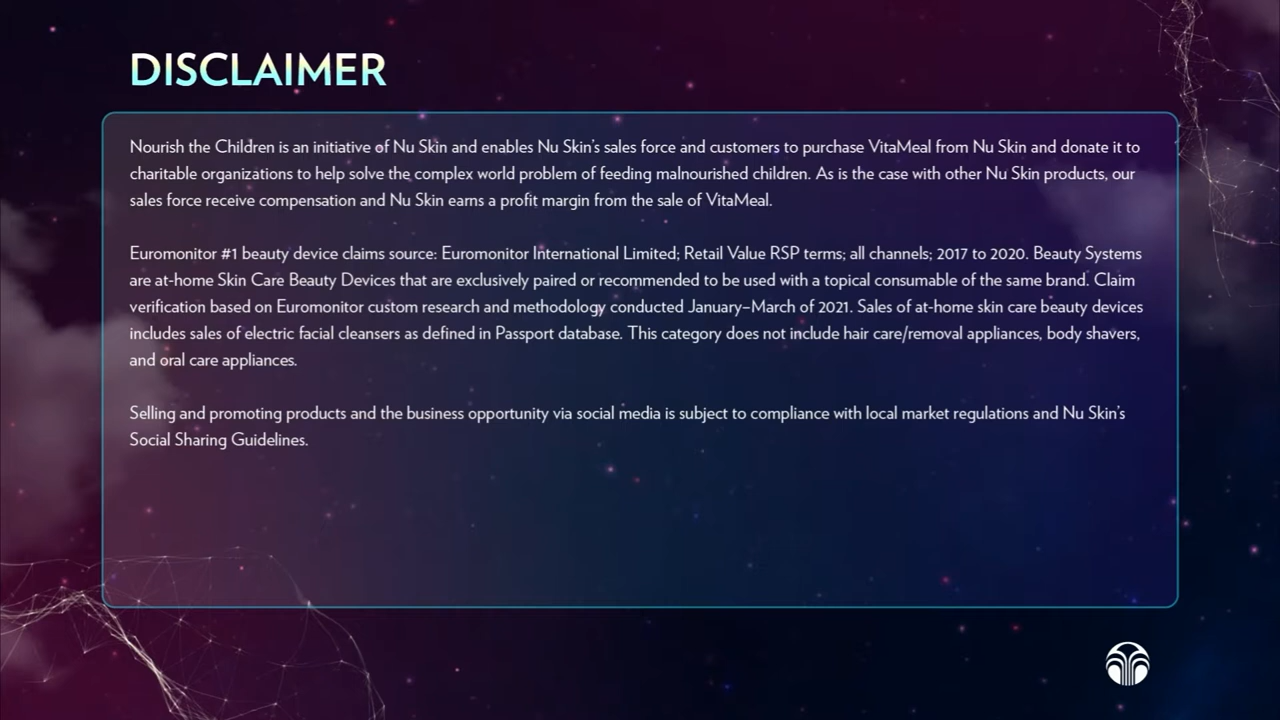 DISCLAIMER
Nourish the Children is an initiative of Nu Skin and enables Nu Skin's sales force and customers to purchase VitaMeal from Nu Skin and donate it to
charitable organizations to help solve the complex world problem of feeding malnourished children. As is the case with other Nu Skin products, our
sales force receive compensation and Nu Skin earns a profit margin from the sale of VitaMeal.
Euromonitor #1 beauty device claims source: Euromonitor International Limited; Retail Value RSP terms; all channels; 2017 to 2020. Beauty Systems
are at-home Skin Care Beauty Devices that are exclusively paired or recommended to be used with a topical consumable of the same brand. Claim
verification based on Euromonitor custom research and methodology conducted January–March of 2021. Sales of at-home skin care beauty devices
includes sales of electric facial cleansers as defined in Passport database. This category does not include hair care/removal appliances, body shavers,
and oral care appliances.
Selling and promoting products and the business opportunity via social media is subject to compliance with local market regulations and Nu Skin's
Social Sharing Guidelines.